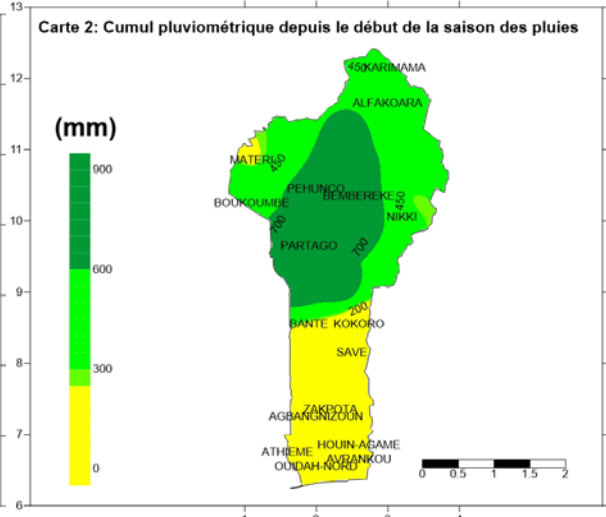 13
Carte 2: Cumul pluviométrique depuis le début de la saison des pluies
12
450
KARIMAMA
ALFAKOARA
(mm)
900
11
MATERI
450
PEHUNCO
BEMBEREKE
450
BOUKOUMBE
NIKKI
10
700
PARTAGO
700
600
9
200
BANTE KOKORO
SAVE
8
300
ZAKPOTA
AGBANGNIZOUN
7
HOUIN-AGAME
ATHIEME
AVRANKOU
OUIDAH-NORD
0
0 0.5 1 1.5 2
6